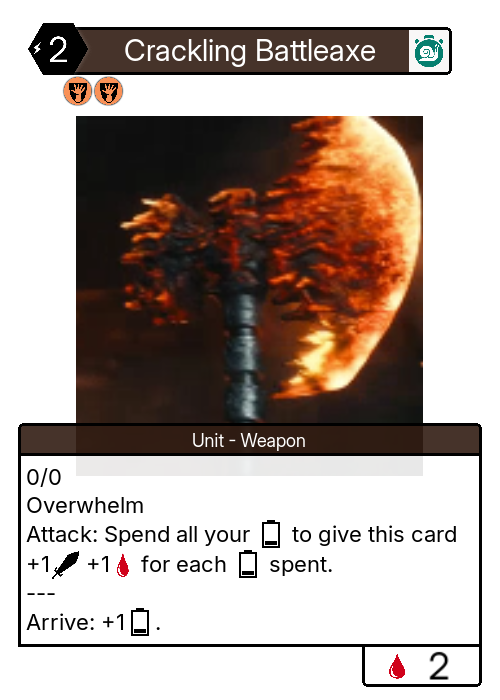 2
Crackling Battleaxe
Unit - Weapon
0/0
Overwhelm
Attack: Spend all your to give this card
+1 +1 for each spent.
---
Arrive: +1 .
2